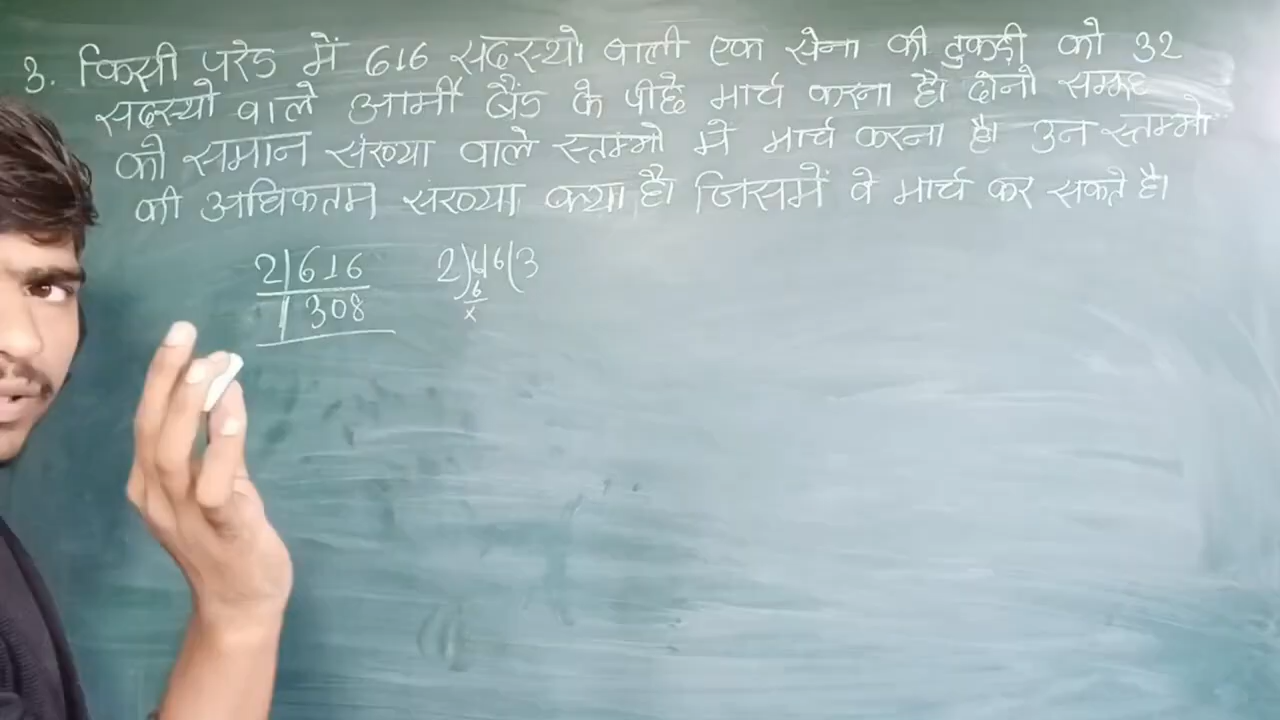 3. किसी परेड में 616 सदस्यो वाली एक सेना की टुकड़ी को 32
सदस्यो वाले आर्मी बैंड के पीछे मार्च करना है। दोनो समूह
को समान संख्या वाले स्तम्भो में मार्च करना है। उन स्तम्भो
की अधिकतम संख्या क्या है। जिसमें वे मार्च कर सकते है।
2|616
308
2) 6(3
6
x